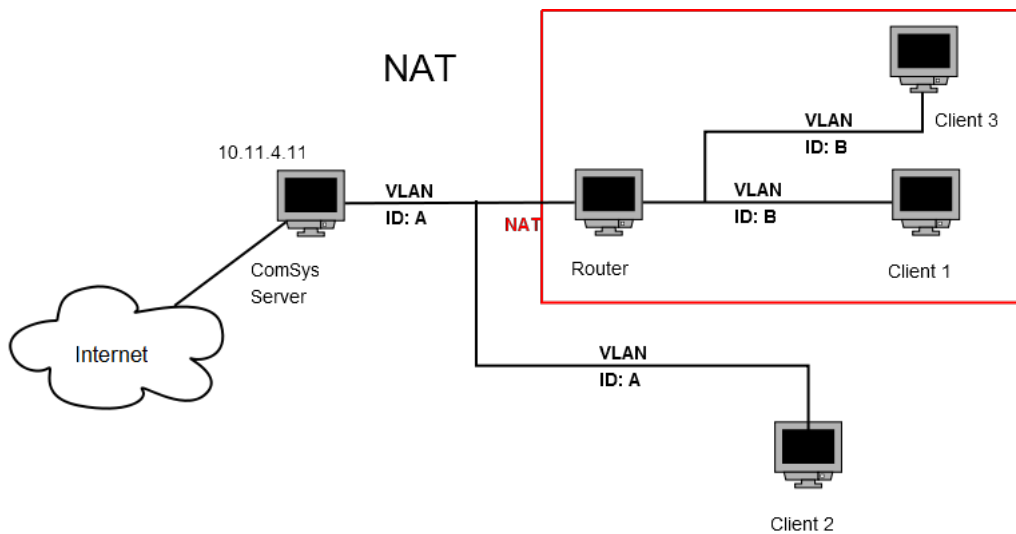 NAT
Client 3
VLAN
ID: B
10.11.4.11
VLAN
ID: A
VLAN
ID: B
NAT
ComSys
Server
Router
Client 1
Internet
VLAN
ID: A
Client 2